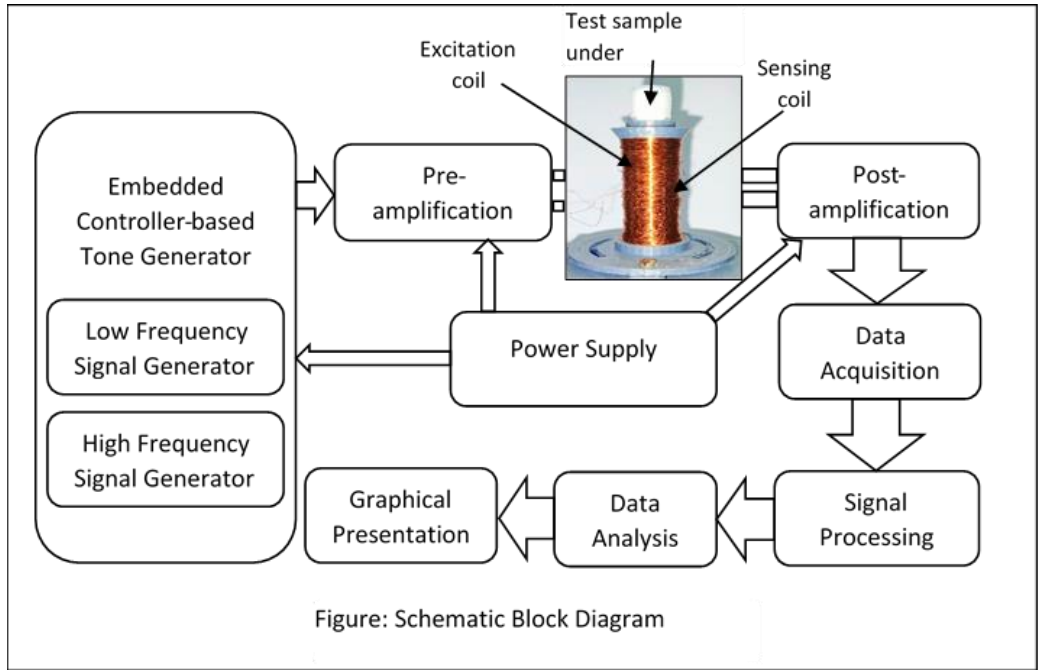 Test sample
under
Excitation
coil
Sensing
coil
Embedded
Controller-based
Tone Generator
Low Frequency
Signal Generator
High Frequency
Signal Generator
Pre-
amplification
Post-
amplification
Power Supply
Data
Acquisition
Signal
Processing
Data
Analysis
Graphical
Presentation
Figure: Schematic Block Diagram